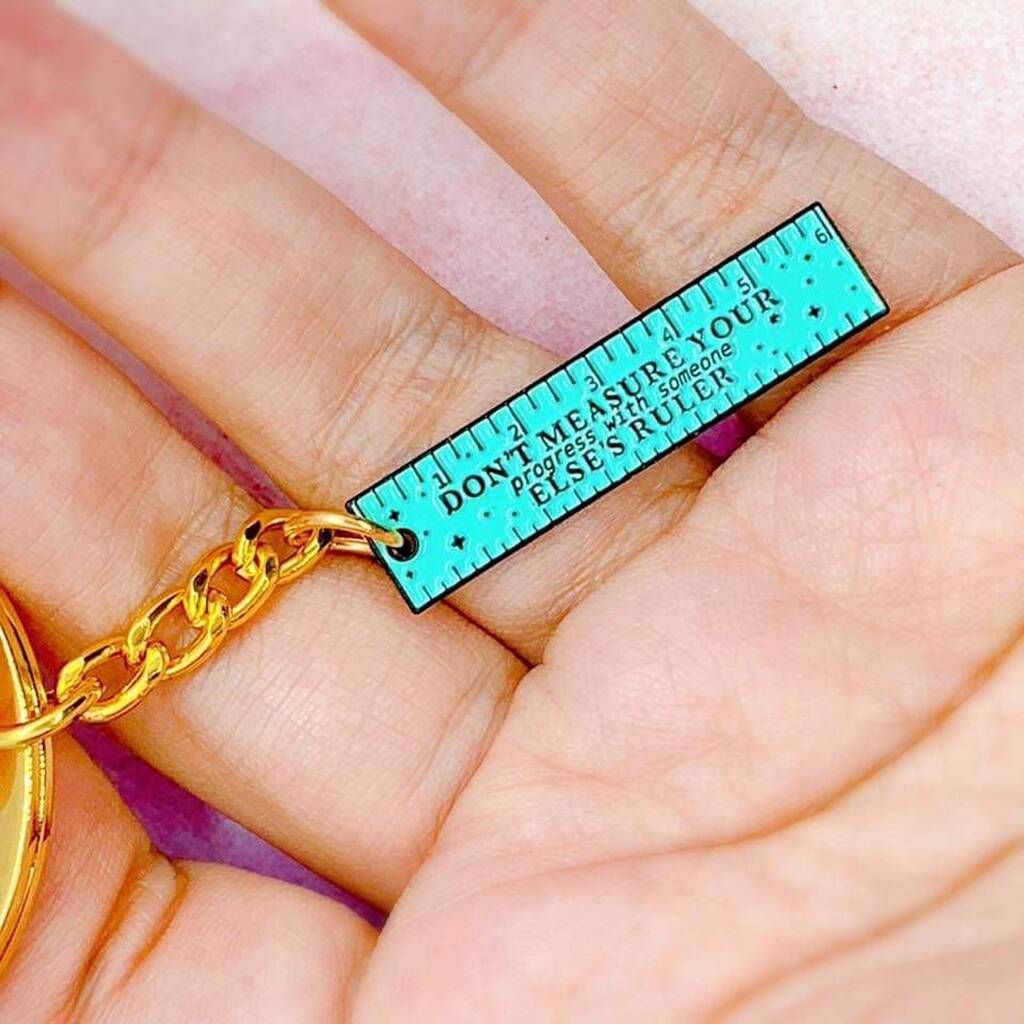 1 2 3 4 5 6
DON'T MEASURE YOUR
progress with someone
ELSE'S RULER